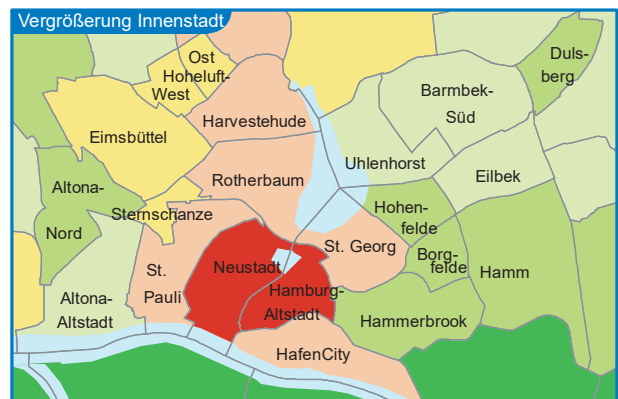 Vergrößerung Innenstadt
Ost
Hoheluft-
West
Duls-
berg
Barmbek-
Süd
Harvestehude
Eimsbüttel
Uhlenhorst
Eilbek
Rotherbaum
Altona-
Nord
Sternschanze
Hohen-
felde
St. Georg
Borg-
felde
Hamm
St.
Pauli
Neustadt
Hamburg-
Altstadt
Altona-
Altstadt
Hammerbrook
HafenCity